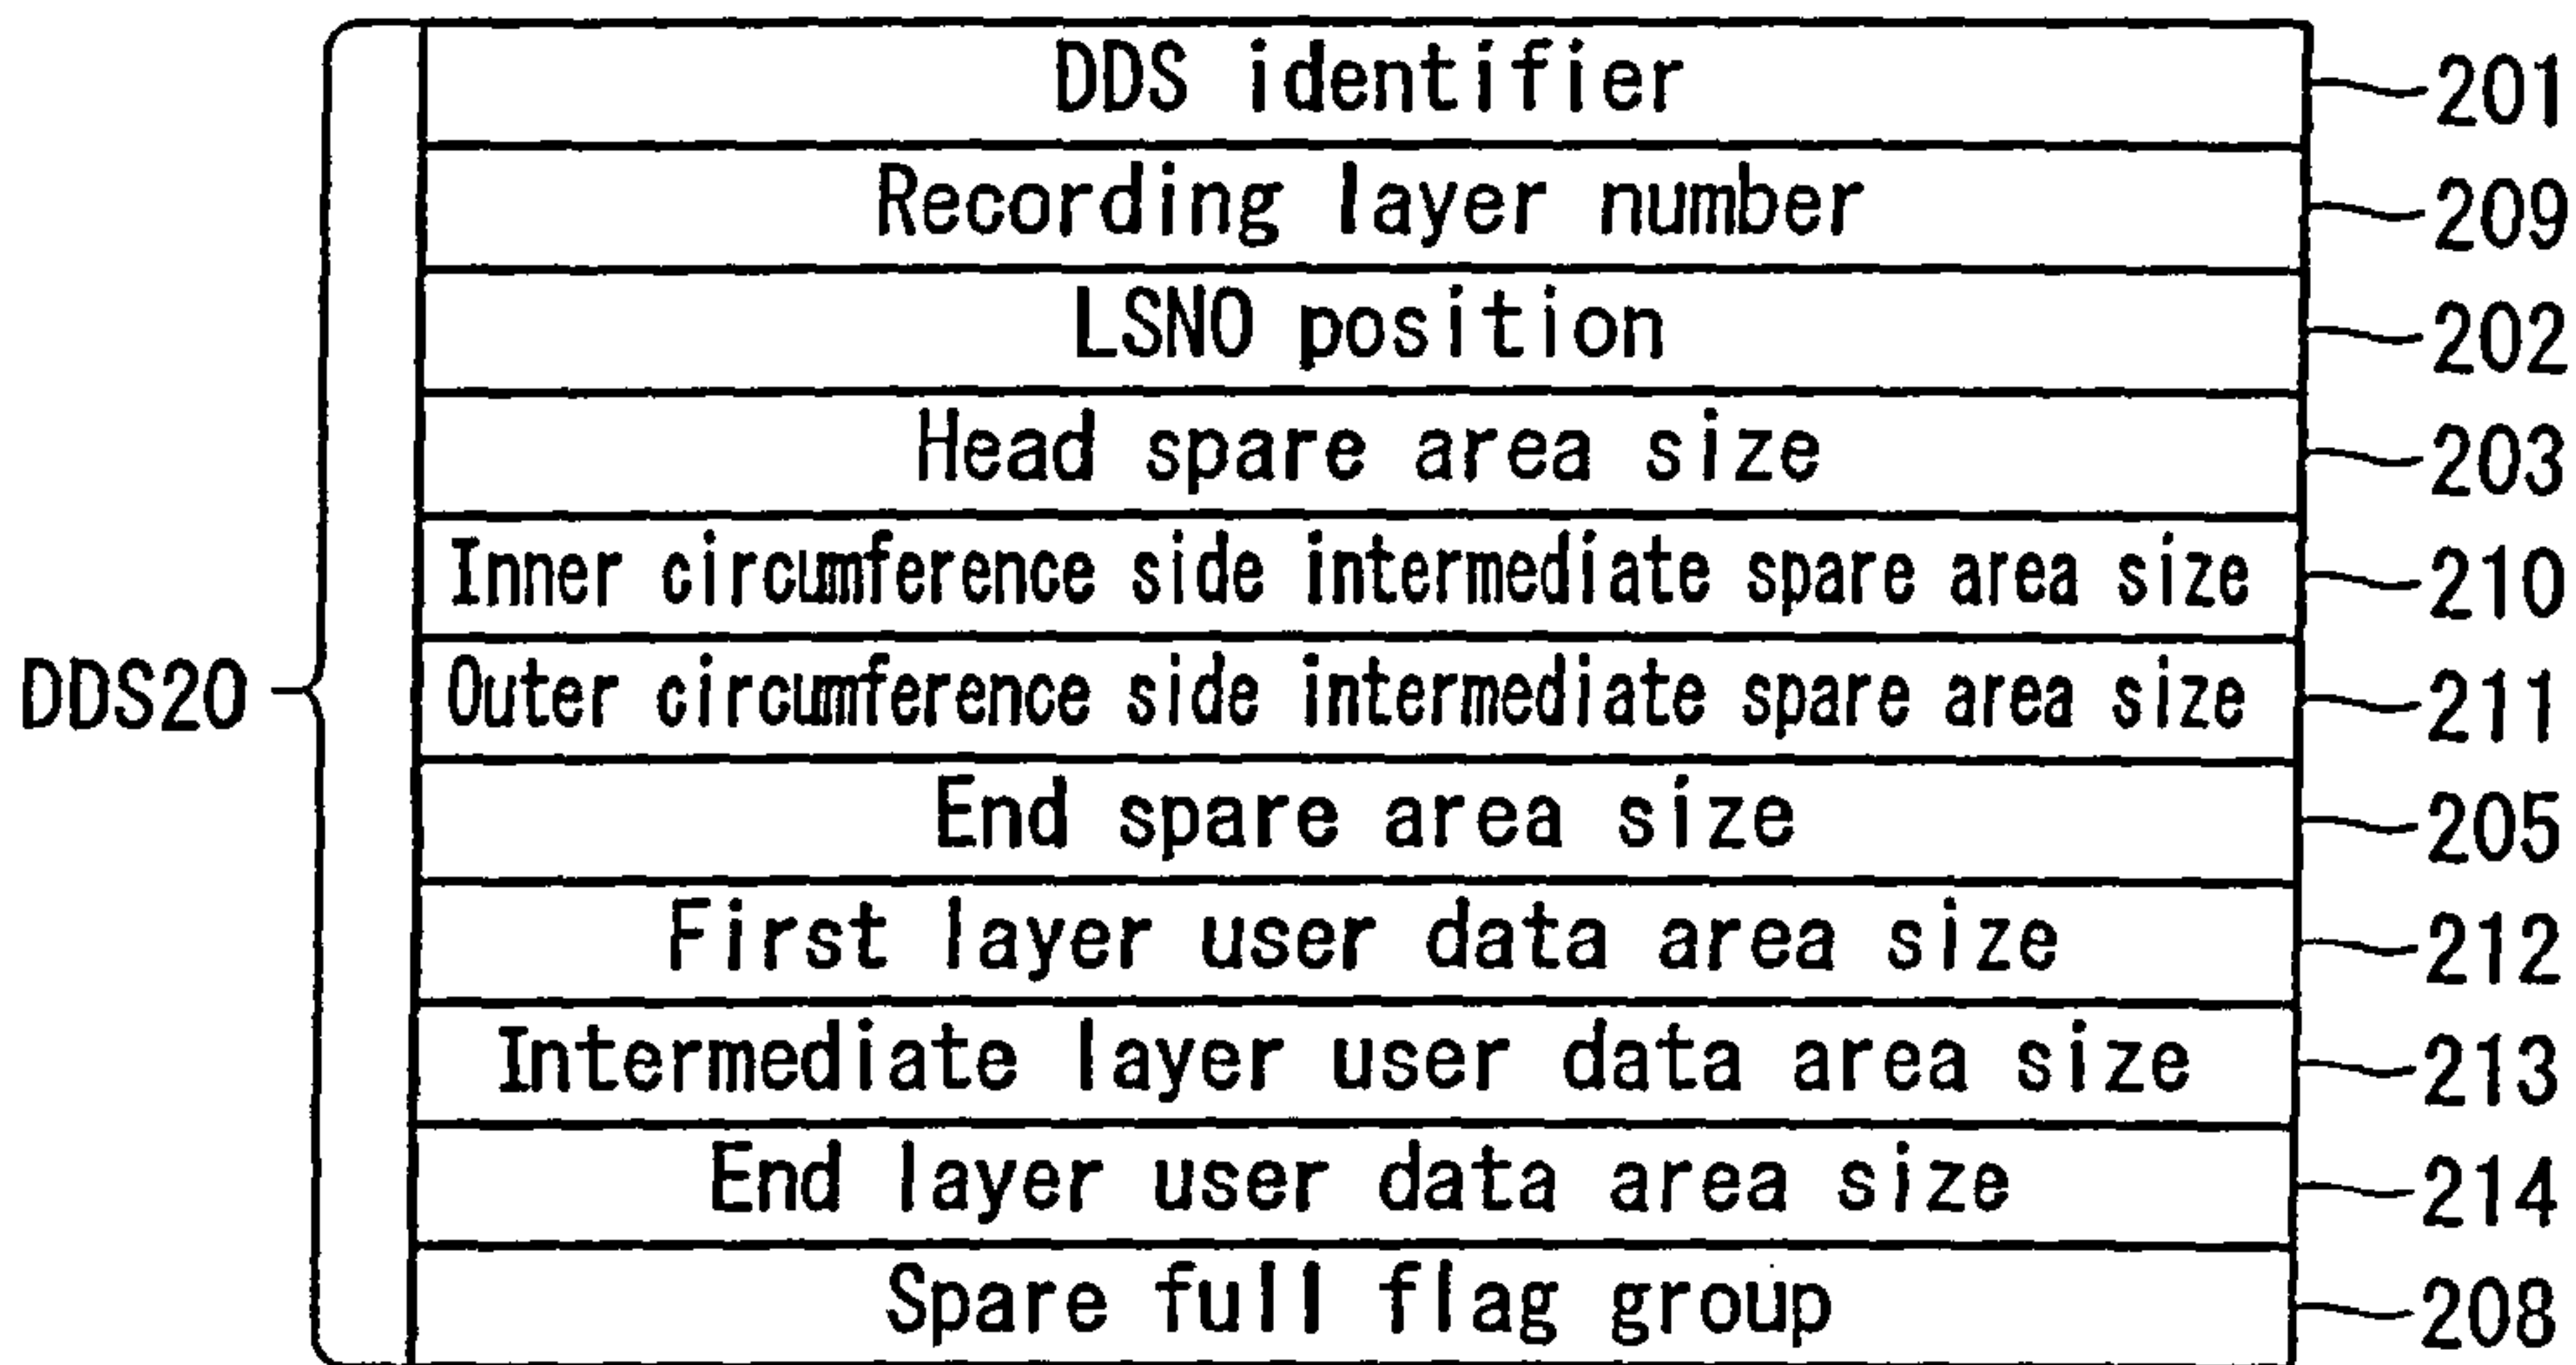 DDS identifier 201
Recording layer number 209
LSN0 position 202
Head spare area size 203
Inner circumference side intermediate spare area size 210
DDS20 Outer circumference side intermediate spare area size 211
End spare area size 205
First layer user data area size 212
Intermediate layer user data area size 213
End layer user data area size 214
Spare full flag group 208